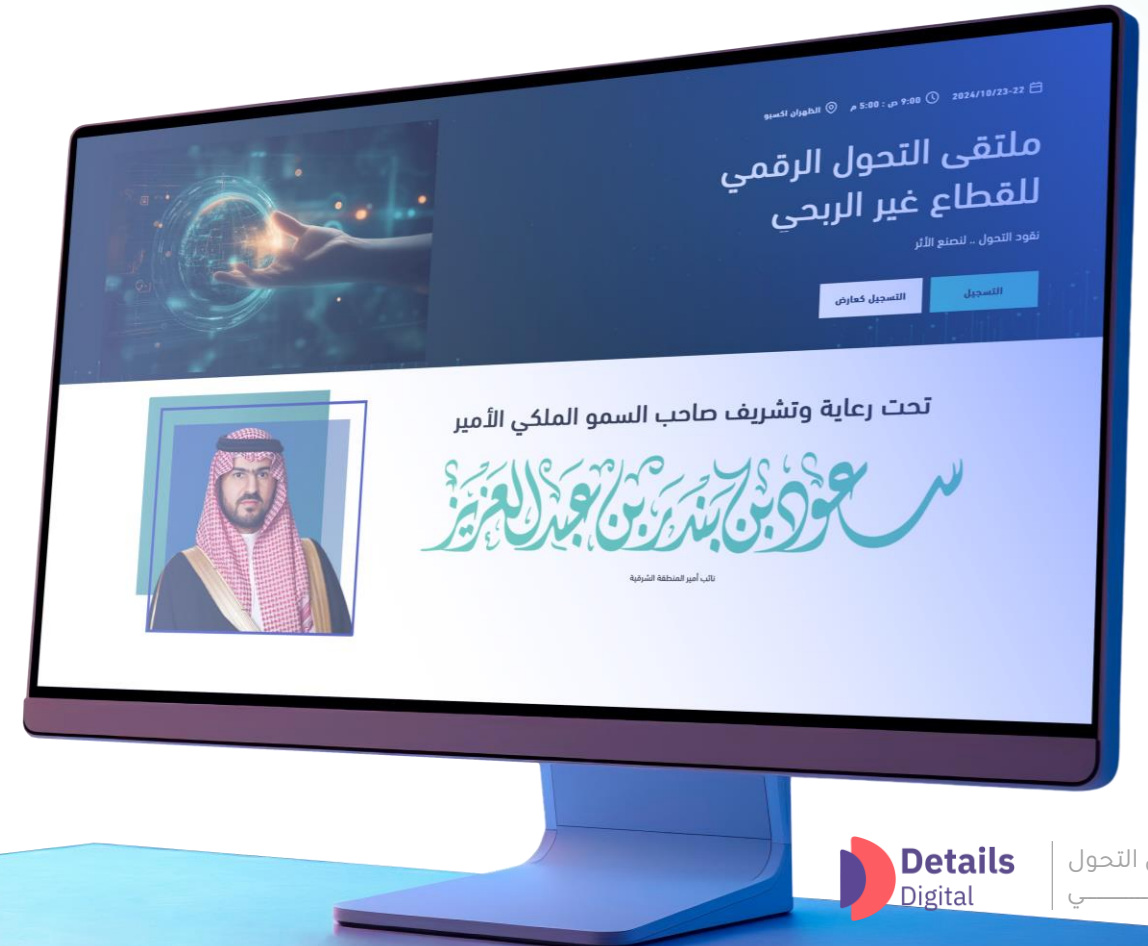 22-23/10/2024 9:00 ص : 5:00 م الظهران اكسبو
ملتقى التحول الرقمي
للقطاع غير الربحي
نقود التحول .. لنصنع الأثر
التسجيل التسجيل كعارض
تحت رعاية وتشريف صاحب السمو الملكي الأمير
سعود بن بندر بن عبدالعزيز
نائب أمير المنطقة الشرقية
Details
Digital
التحول